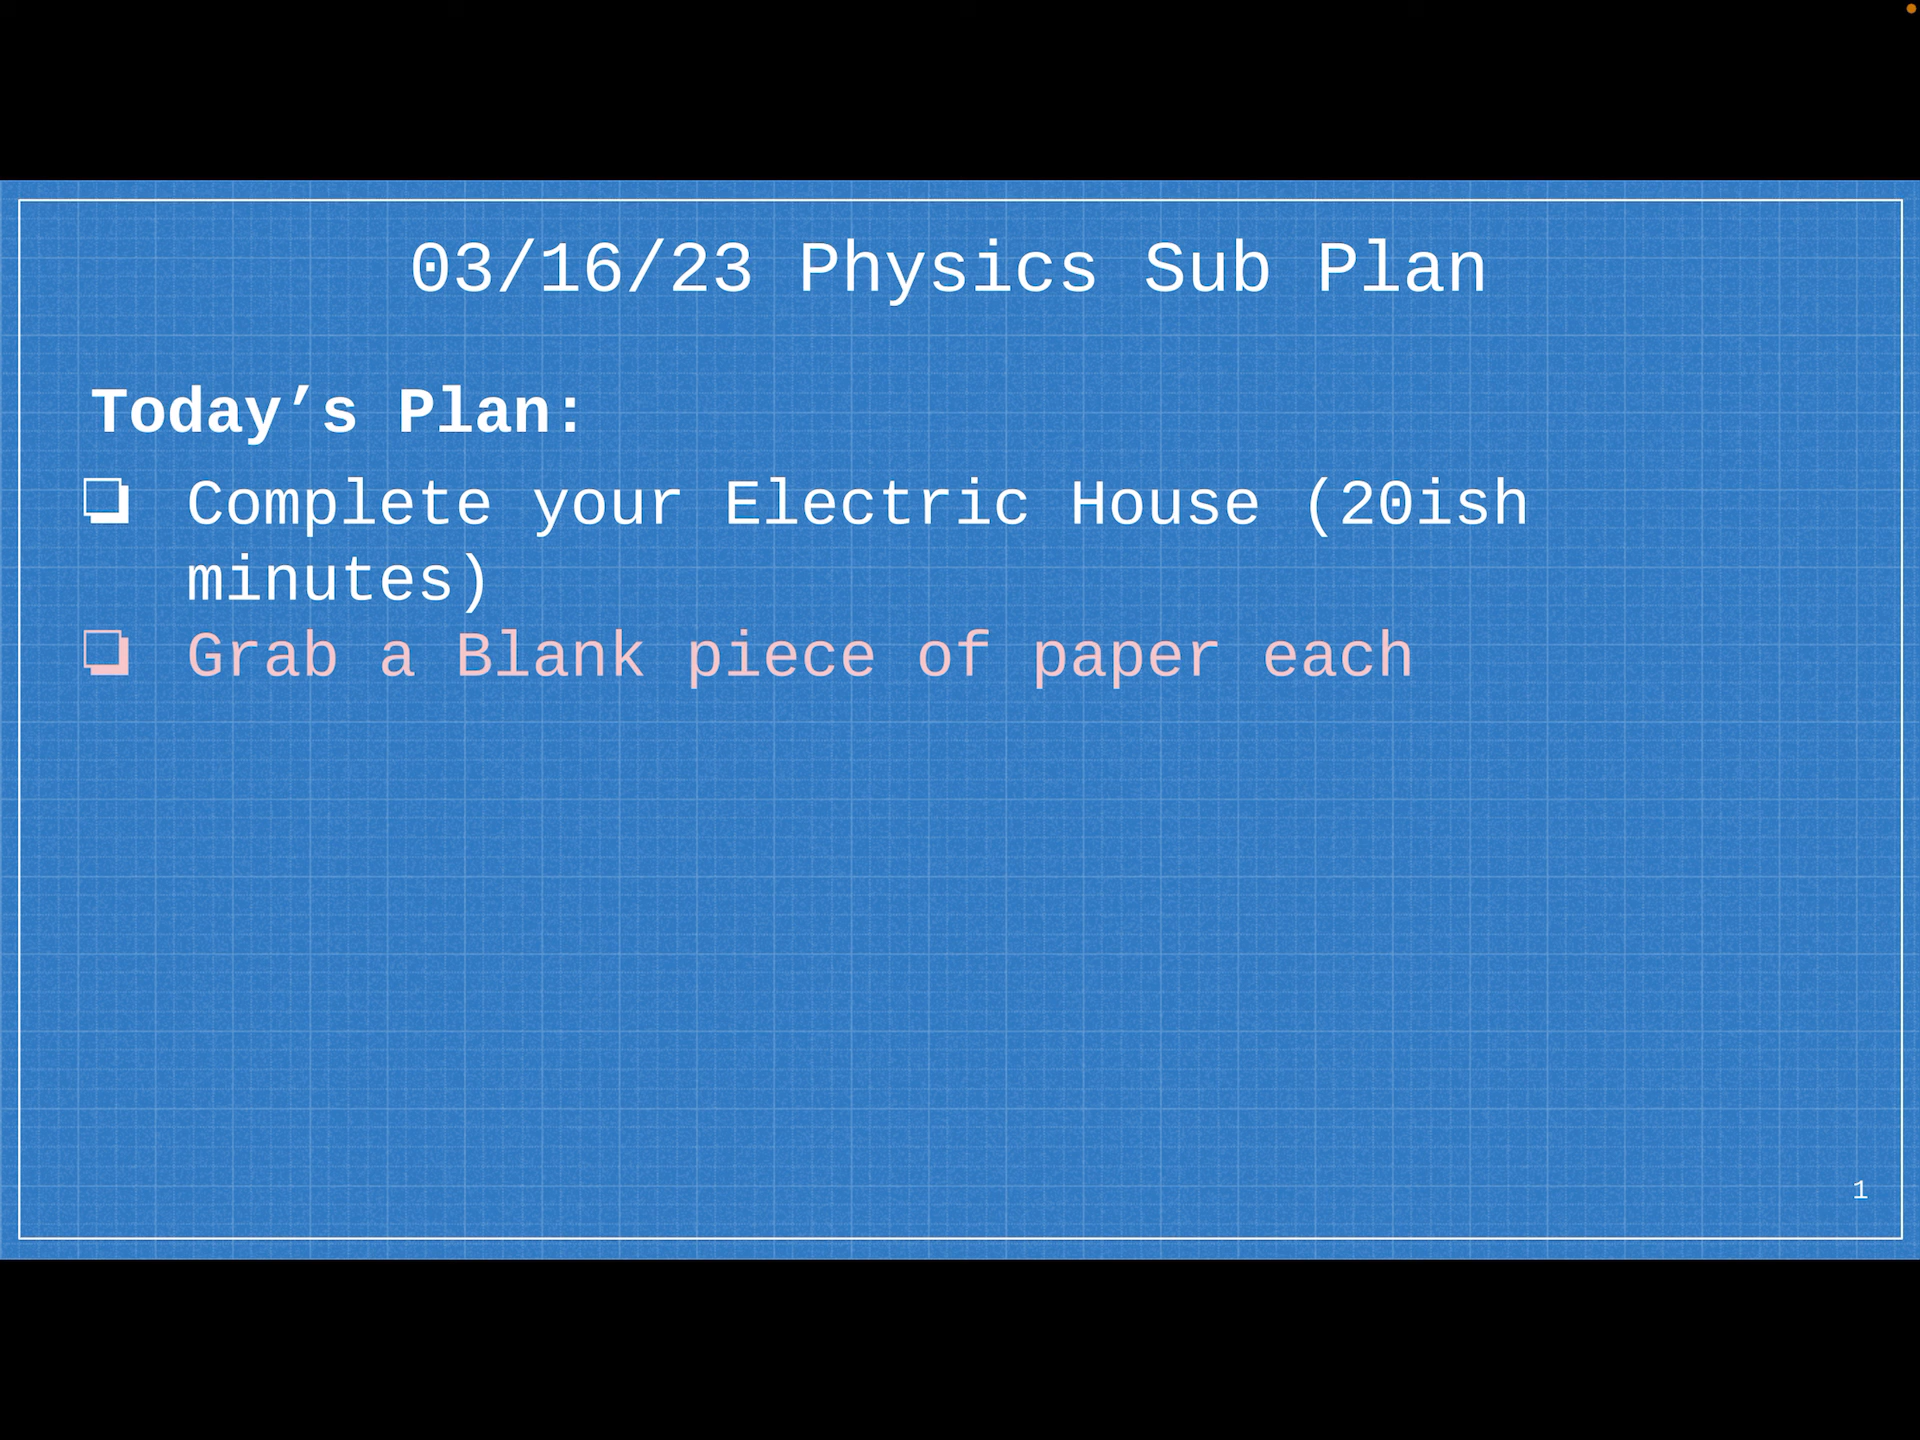 03/16/23 Physics Sub Plan
Today’s Plan:
❏ Complete your Electric House (20ish
minutes)
❏ Grab a Blank piece of paper each
1